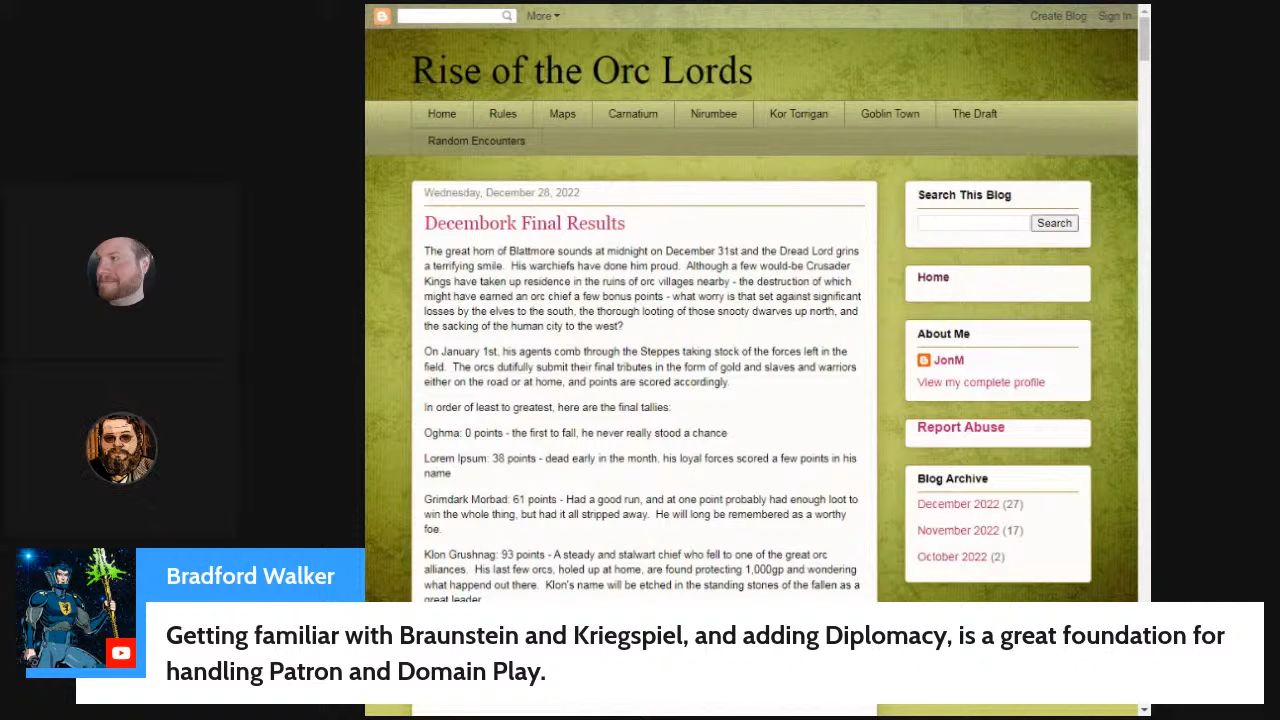 More
Create Blog Sign In
Rise of the Orc Lords
Home Rules Maps Carnatium Nirumbee Kor Torrigan Goblin Town The Draft
Random Encounters
Wednesday, December 28, 2022
Decembork Final Results
The great horn of Blattmore sounds at midnight on December 31st and the Dread Lord grins
a terrifying smile. His warchiefs have done him proud. Although a few would-be Crusader
Kings have taken up residence in the ruins of orc villages nearby - the destruction of which
might have earned an orc chief a few bonus points - what worry is that set against significant
losses by the elves to the south, the thorough looting of those snooty dwarves up north, and
the sacking of the human city to the west?
On January 1st, his agents comb through the Steppes taking stock of the forces left in the
field. The orcs dutifully submit their final tributes in the form of gold and slaves and warriors
either on the road or at home, and points are scored accordingly.
In order of least to greatest, here are the final tallies:
Oghma: 0 points - the first to fall, he never really stood a chance
Lorem Ipsum: 38 points - dead early in the month, his loyal forces scored a few points in his
name
Grimdark Morbad: 61 points - Had a good run, and at one point probably had enough loot to
win the whole thing, but had it all stripped away. He will long be remembered as a worthy
foe.
Klon Grushnag: 93 points - A steady and stalwart chief who fell to one of the great orc
alliances. His last few orcs, holed up at home, are found protecting 1,000gp and wondering
what happend out there. Klon's name will be etched in the standing stones of the fallen as a
great leader
Search This Blog
Search
Home
About Me
JonM
View my complete profile
Report Abuse
Blog Archive
December 2022 (27)
November 2022 (17)
October 2022 (2)
Bradford Walker
Getting familiar with Braunstein and Kriegspiel, and adding Diplomacy, is a great foundation for
handling Patron and Domain Play.